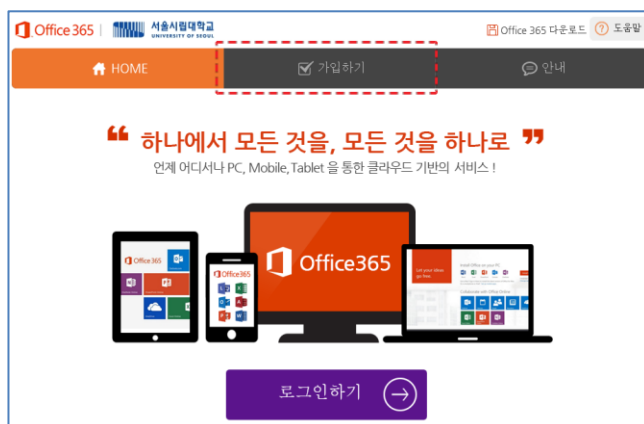 Office 365 | 서울시립대학교
UNIVERSITY OF SEOUL
Office 365 다운로드
도움말
HOME
가입하기
안내
❝ 하나에서 모든 것을, 모든 것을 하나로 ❞
언제 어디서나 PC, Mobile, Tablet 을 통한 클라우드 기반의 서비스 !
Office 365
Office365
Office365
로그인하기